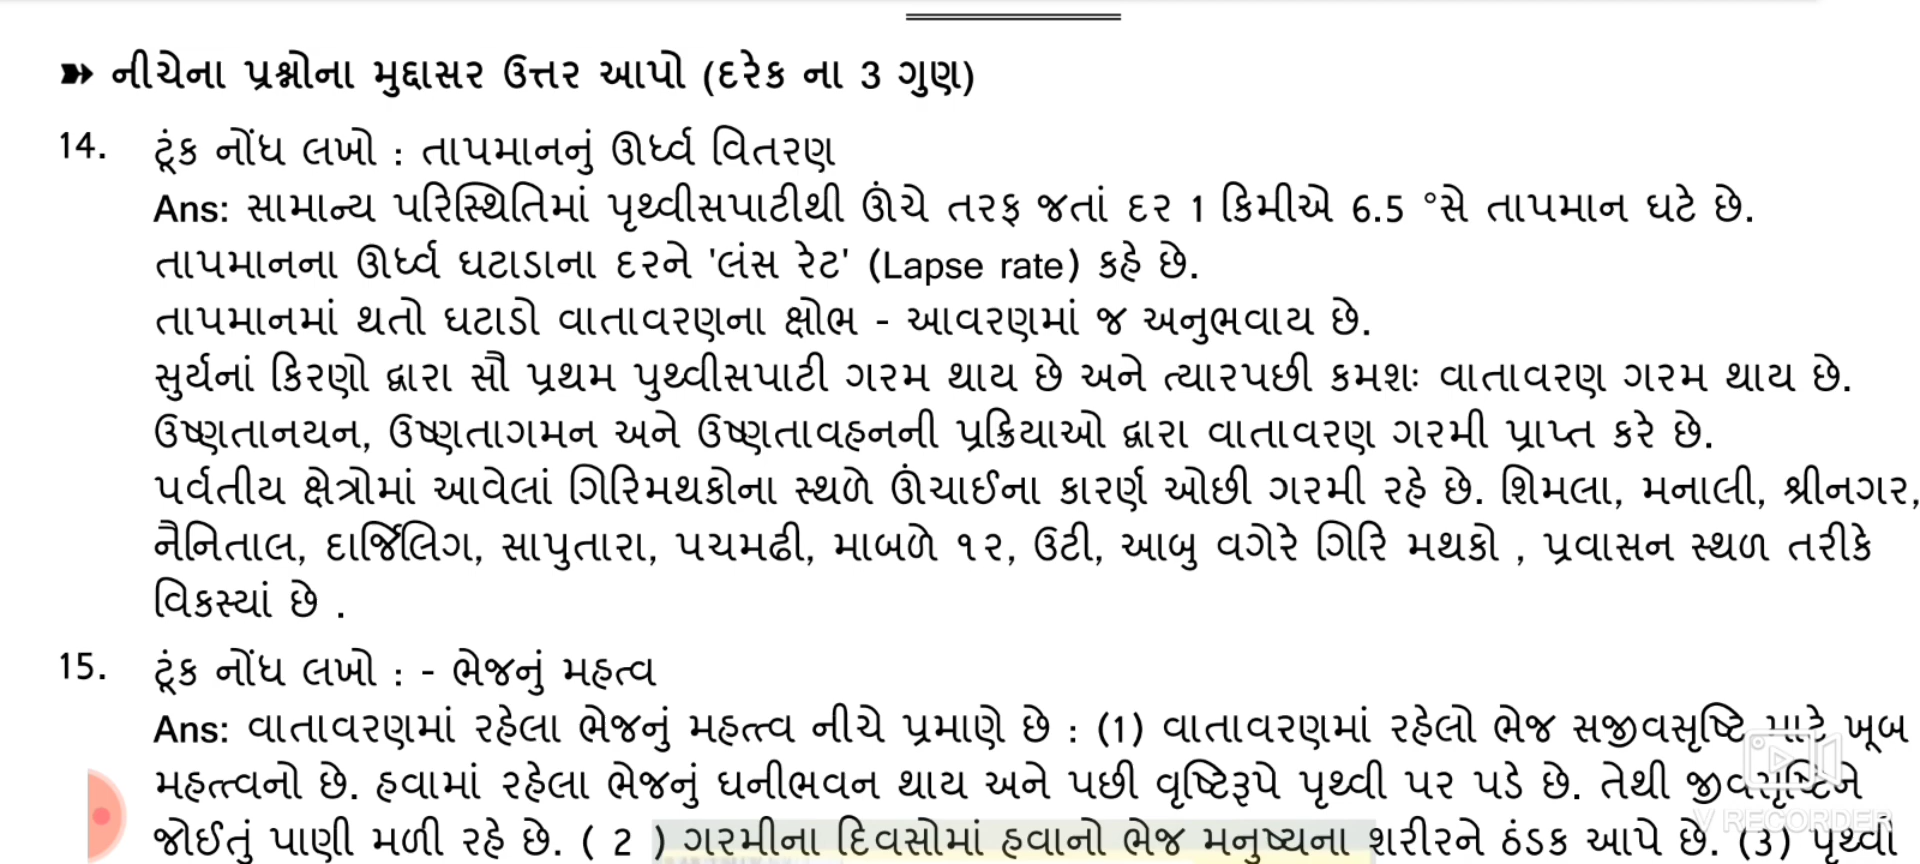 નીચેના પ્રશ્નોના મુદ્દાસર ઉત્તર આપો (દરેક ના 3 ગુણ)
14. ટૂંક નોંધ લખો : તાપમાનનું ઊર્ધ્વ વિતરણ
Ans: સામાન્ય પરિસ્થિતિમાં પૃથ્વીસપાટીથી ઊંચે તરફ જતાં દર 1 કિમીએ 6.5 °સે તાપમાન ઘટે છે.
તાપમાનના ઊર્ધ્વ ઘટાડાના દરને 'લંસ રેટ' (Lapse rate) કહે છે.
તાપમાનમાં થતો ઘટાડો વાતાવરણના ક્ષોભ - આવરણમાં જ અનુભવાય છે.
સુર્યનાં કિરણો દ્વારા સૌ પ્રથમ પુથ્વીસપાટી ગરમ થાય છે અને ત્યારપછી કમશઃ વાતાવરણ ગરમ થાય છે.
ઉષ્ણતાનયન, ઉષ્ણતાગમન અને ઉષ્ણતાવહનની પ્રક્રિયાઓ દ્વારા વાતાવરણ ગરમી પ્રાપ્ત કરે છે.
પર્વતીય ક્ષેત્રોમાં આવેલાં ગિરિમથકોના સ્થળે ઊંચાઈના કારર્ણ ઓછી ગરમી રહે છે. શિમલા, મનાલી, શ્રીનગર,
નૈનિતાલ, દાર્જિલિગ, સાપુતારા, પચમઢી, માબળે ૧૨, ઉટી, આબુ વગેરે ગિરિ મથકો , પ્રવાસન સ્થળ તરીકે
વિકસ્યાં છે .
15. ટૂંક નોંધ લખો : - ભેજનું મહત્વ
Ans: વાતાવરણમાં રહેલા ભેજનું મહત્ત્વ નીચે પ્રમાણે છે : (1) વાતાવરણમાં રહેલો ભેજ સજીવસૃષ્ટિ માટે ખૂબ
મહત્ત્વનો છે. હવામાં રહેલા ભેજનું ઘનીભવન થાય અને પછી વૃષ્ટિરૂપે પૃથ્વી પર પડે છે. તેથી જીવસૃષ્ટિને
જોઈતું પાણી મળી રહે છે. ( 2 ) ગરમીના દિવસોમાં હવાનો ભેજ મનુષ્યના શરીરને ઠંડક આપે છે. (3) પૃથ્વી
V RECORDER